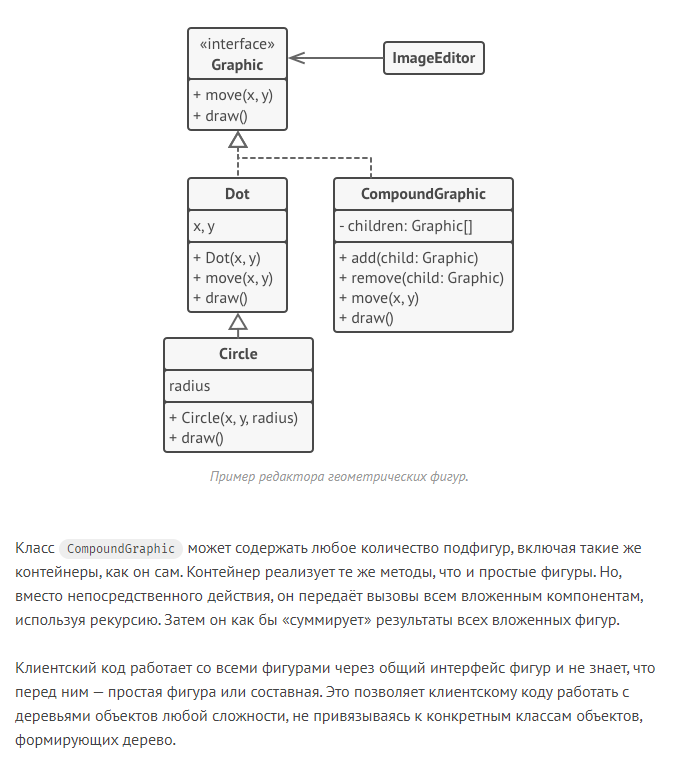 «interface»
Graphic
+ move(x, y)
+ draw()
ImageEditor
Dot
x, y
+ Dot(x, y)
+ move(x, y)
+ draw()
CompoundGraphic
- children: Graphic[]
+ add(child: Graphic)
+ remove(child: Graphic)
+ move(x, y)
+ draw()
Circle
radius
+ Circle(x, y, radius)
+ draw()
Пример редактора геометрических фигур.
Класс CompoundGraphic может содержать любое количество подфигур, включая такие же
контейнеры, как он сам. Контейнер реализует те же методы, что и простые фигуры. Но,
вместо непосредственного действия, он передаёт вызовы всем вложенным компонентам,
используя рекурсию. Затем он как бы «суммирует» результаты всех вложенных фигур.
Клиентский код работает со всеми фигурами через общий интерфейс фигур и не знает, что
перед ним — простая фигура или составная. Это позволяет клиентскому коду работать с
деревьями объектов любой сложности, не привязываясь к конкретным классам объектов,
формирующих дерево.